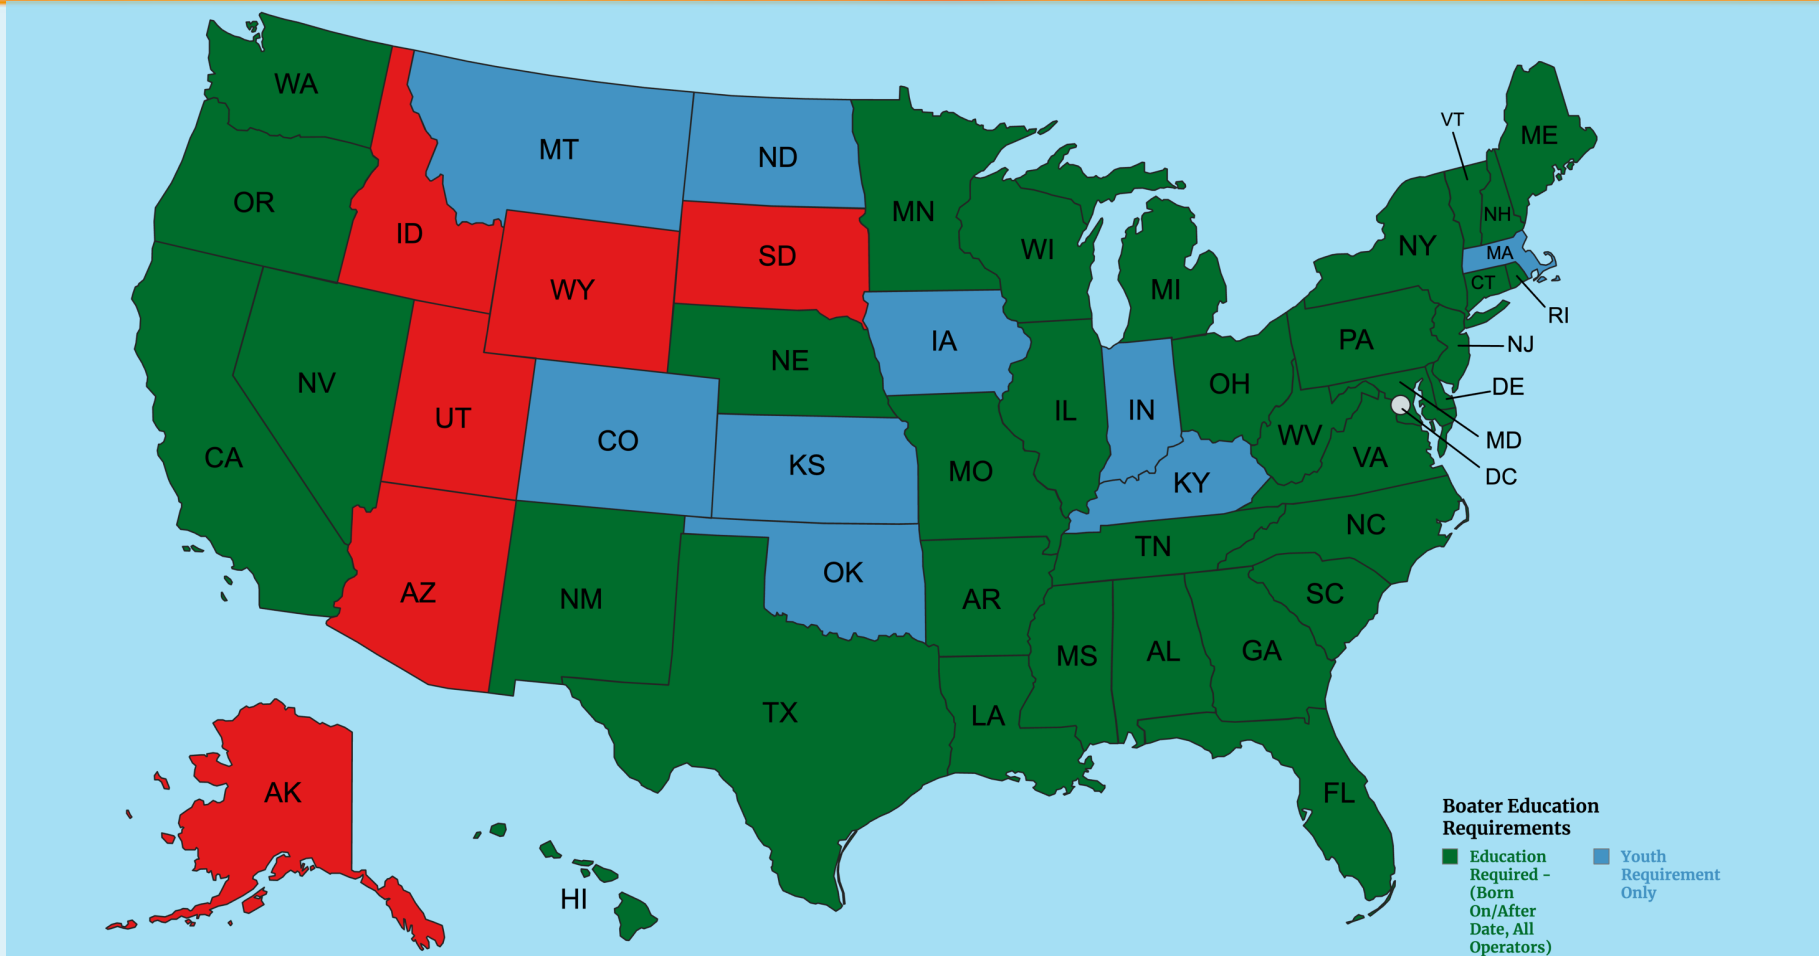 WA
MT
ND
MN
VT
ME
OR
ID
WY
SD
WI
MI
NY
NH
MA
CT
RI
NV
UT
CO
NE
IA
IL
IN
OH
PA
NJ
DE
MD
DC
CA
KS
MO
KY
WV
VA
AZ
NM
OK
AR
TN
NC
SC
TX
LA
MS
AL
GA
FL
AK
HI
Boater Education
Requirements
Education
Required -
(Born
On/After
Date, All
Operators)
Youth
Requirement
Only